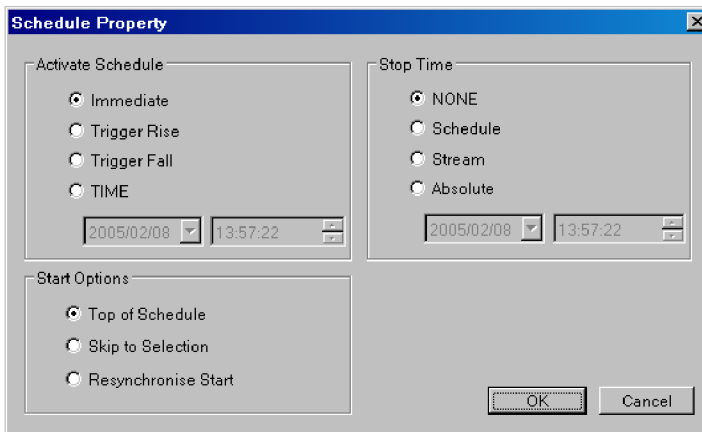 Schedule Property
Activate Schedule
Immediate
Trigger Rise
Trigger Fall
TIME
2005/02/08 13:57:22
Stop Time
NONE
Schedule
Stream
Absolute
2005/02/08 13:57:22
Start Options
Top of Schedule
Skip to Selection
Resynchronise Start
OK Cancel